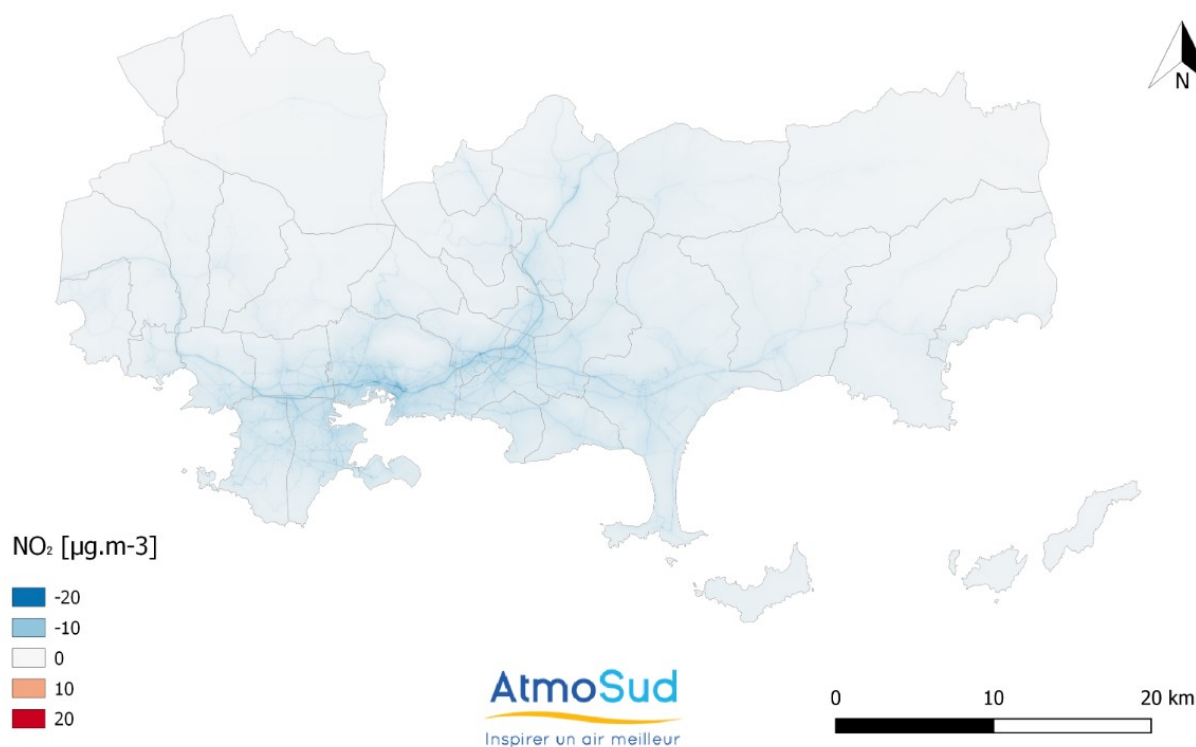 N
NO₂ [µg.m-3]
-20
-10
0
10
20
AtmoSud
Inspirer un air meilleur
0 10 20 km